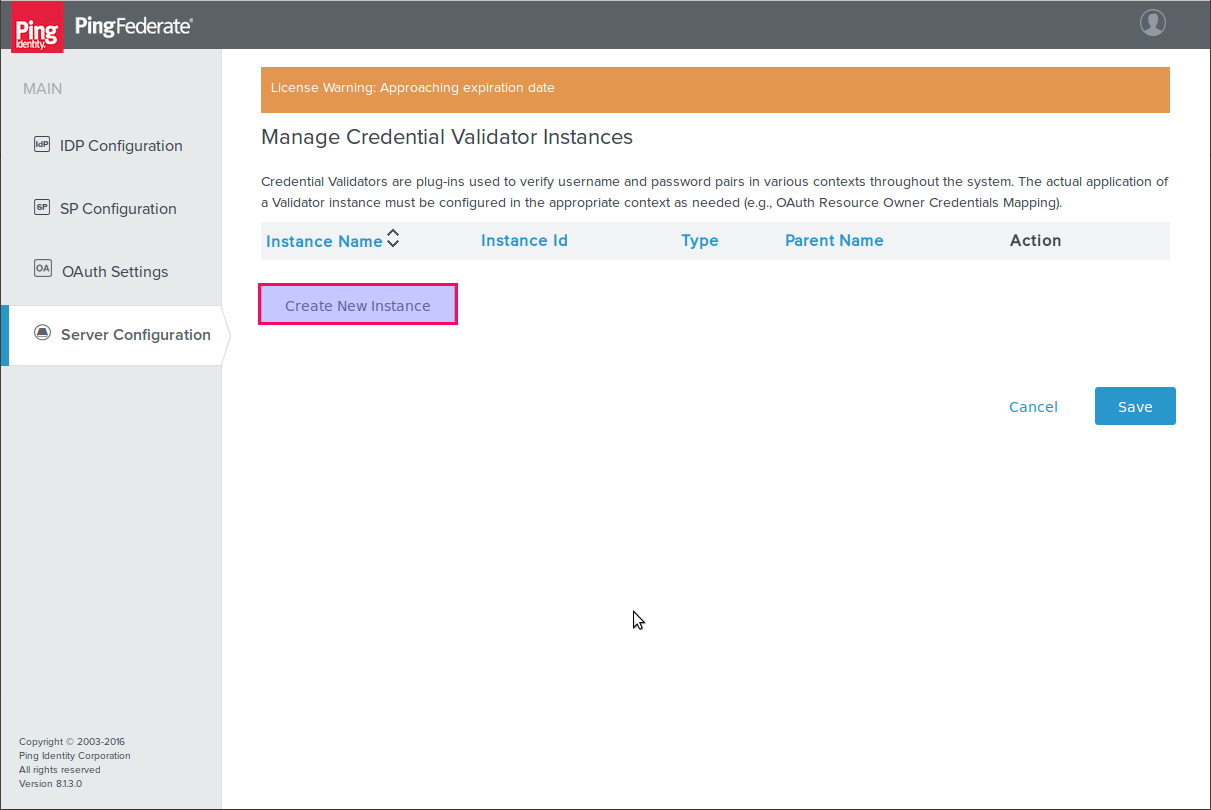 Ping
Identity.
PingFederate®
MAIN
IdP IDP Configuration
SP SP Configuration
OA OAuth Settings
Server Configuration
Copyright © 2003-2016
Ping Identity Corporation
All rights reserved
Version 8.1.3.0
License Warning: Approaching expiration date
Manage Credential Validator Instances
Credential Validators are plug-ins used to verify username and password pairs in various contexts throughout the system. The actual application of
a Validator instance must be configured in the appropriate context as needed (e.g., OAuth Resource Owner Credentials Mapping).
Instance Name Instance Id Type Parent Name Action
Create New Instance
Cancel Save